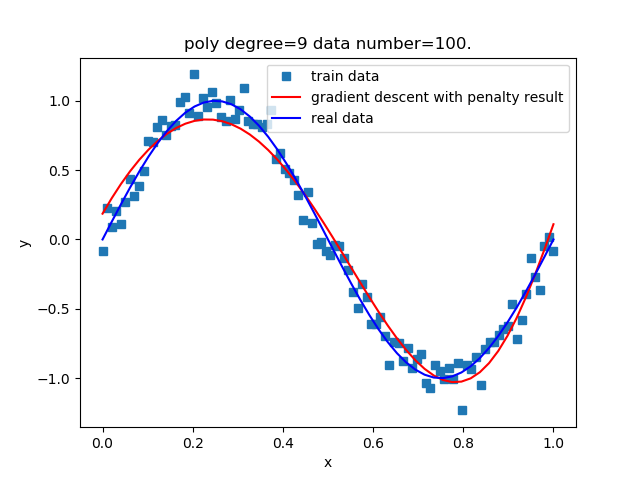 poly degree=9 data number=100.
train data
gradient descent with penalty result
real data
y
1.0
0.5
0.0
−0.5
−1.0
0.0 0.2 0.4 0.6 0.8 1.0
x